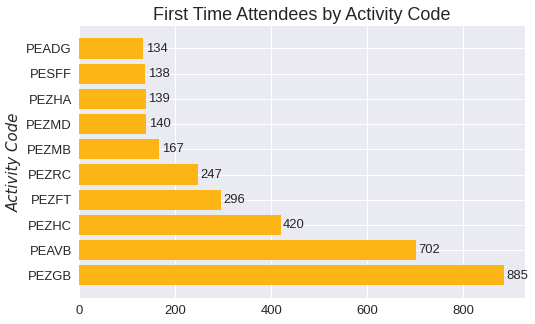 First Time Attendees by Activity Code
Activity Code
PEADG 134
PESFF 138
PEZHA 139
PEZMD 140
PEZMB 167
PEZRC 247
PEZFT 296
PEZHC 420
PEAVB 702
PEZGB 885
0 200 400 600 800